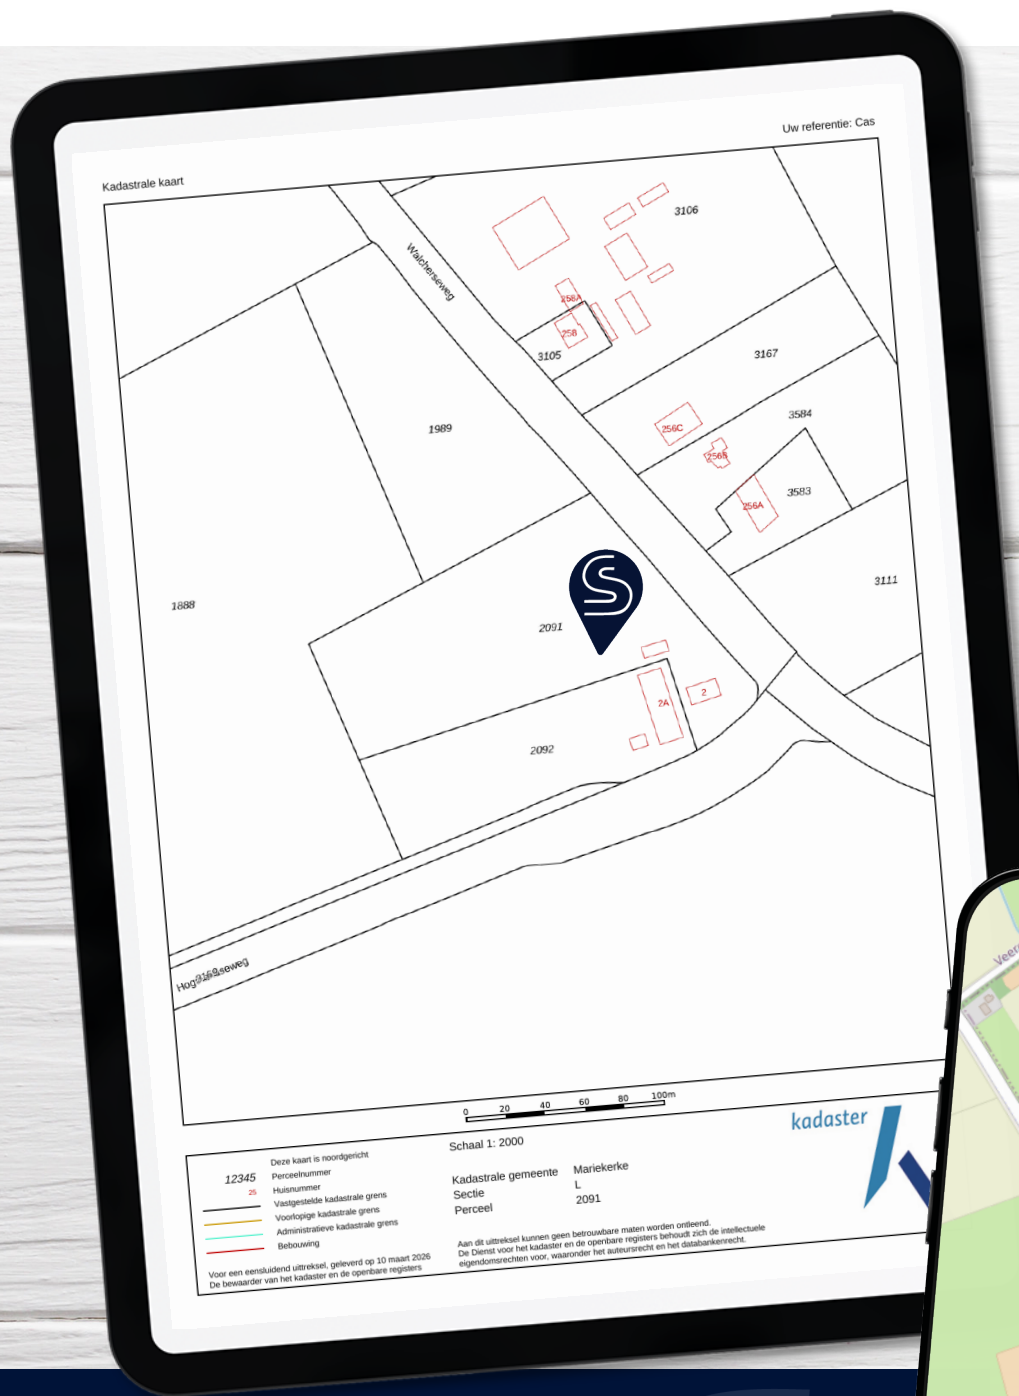 Kadastrale kaart
Uw referentie: Cas
3106
Walcherseweg
258A
258
3105
3167
256C
3584
256B
1989
3583
256A
3111
1888
2091
2A
2
2092
0 20 40 60 80 100m
Schaal 1: 2000
kadaster
Deze kaart is noordgericht
12345 Perceelnummer
25 Huisnummer
Vastgestelde kadastrale grens
Voorlopige kadastrale grens
Administratieve kadastrale grens
Bebouwing
Kadastrale gemeente Mariekerke
Sectie L
Perceel 2091
Voor een eensluidend uittreksel, geleverd op 10 maart 2026
De bewaarder van het kadaster en de openbare registers
Aan dit uittreksel kunnen geen betrouwbare maten worden ontleend.
De Dienst voor het kadaster en de openbare registers behoudt zich de intellectuele
eigendomsrechten voor, waaronder het auteursrecht en het databankenrecht.